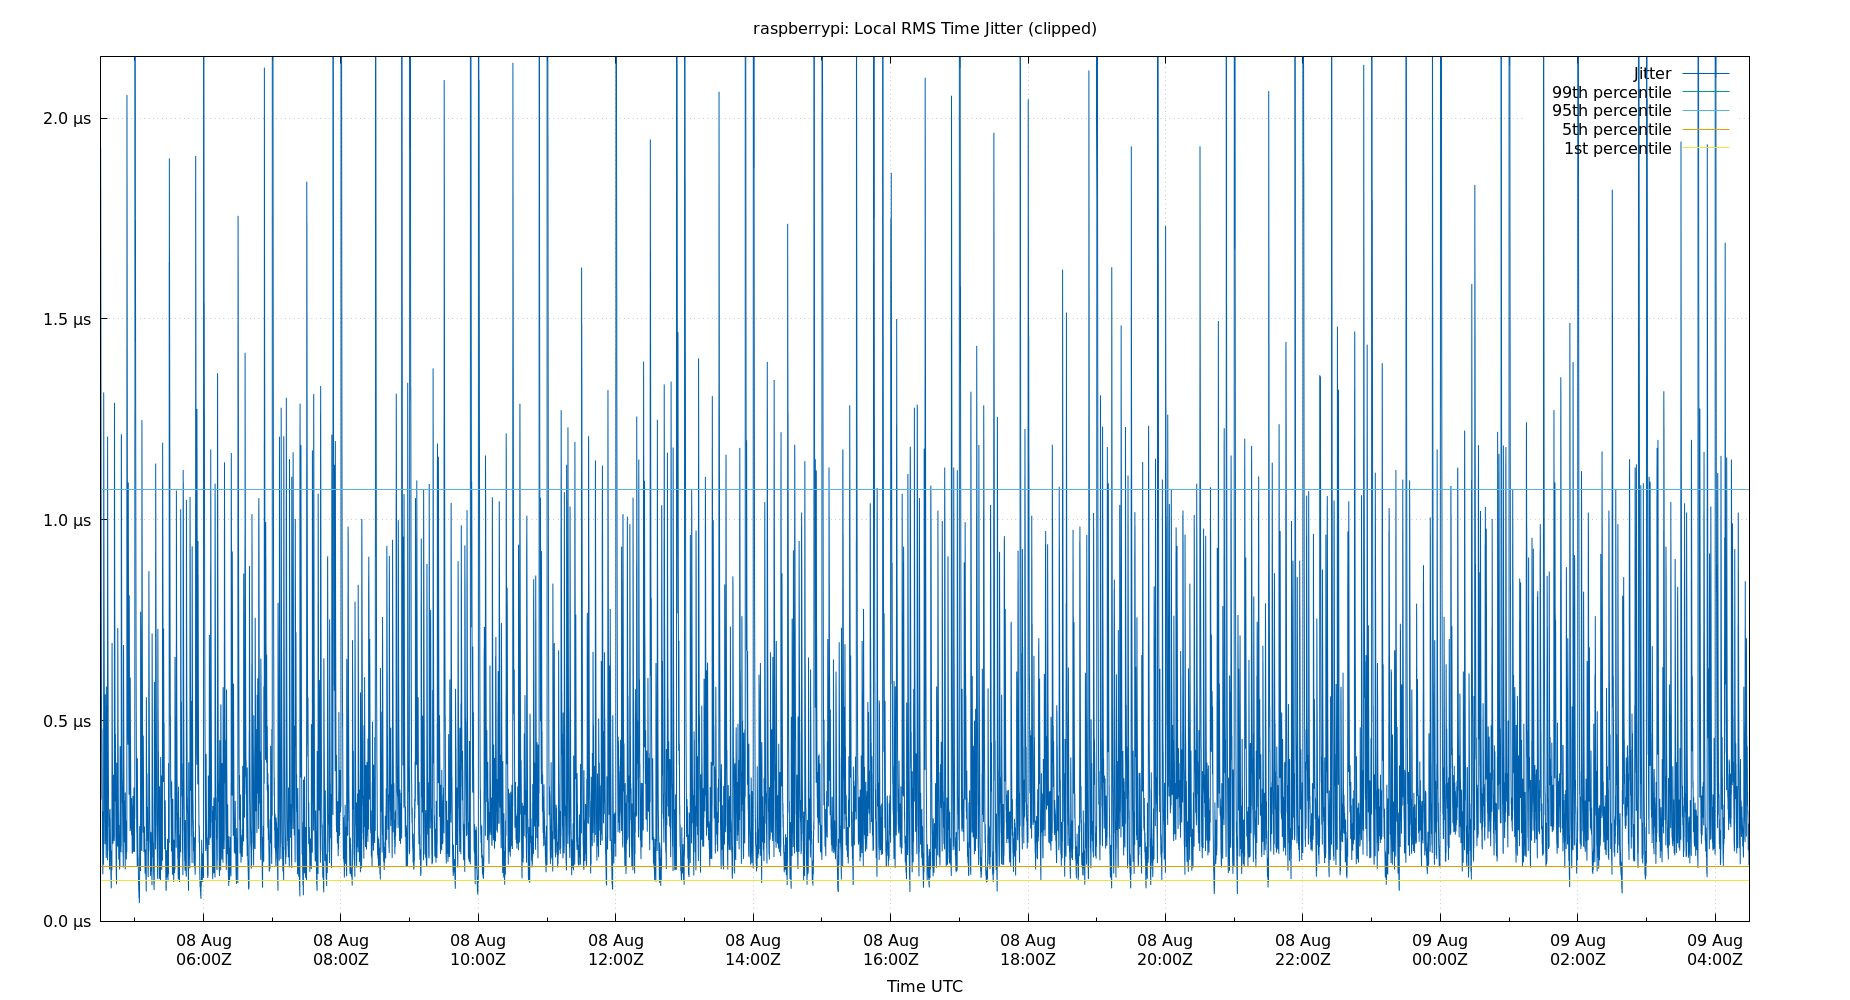 raspberrypi: Local RMS Time Jitter (clipped)
Jitter
99th percentile
95th percentile
5th percentile
1st percentile
2.0 µs
1.5 µs
1.0 µs
0.5 µs
0.0 µs
08 Aug 08 Aug 08 Aug 08 Aug 08 Aug 08 Aug 08 Aug 08 Aug 08 Aug 09 Aug 09 Aug 09 Aug
06:00Z 08:00Z 10:00Z 12:00Z 14:00Z 16:00Z 18:00Z 20:00Z 22:00Z 00:00Z 02:00Z 04:00Z
Time UTC